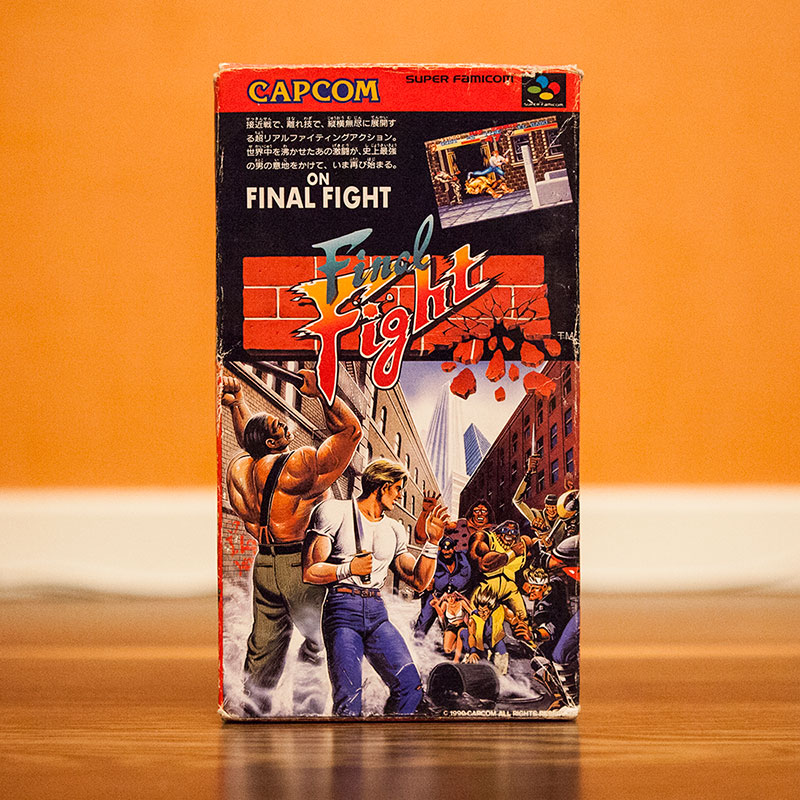 CAPCOM
SUPER FAMICOM
SUPER FAMICOM
接近戦で、離れ技で、縦横無尽に展開す
る超リアルファイティングアクション。
世界中を沸かせたあの激闘が、史上最強
の男の意地をかけて、いま再び始まる。
ON
FINAL FIGHT
Final
Fight
TM
© 1990 CAPCOM ALL RIGHTS